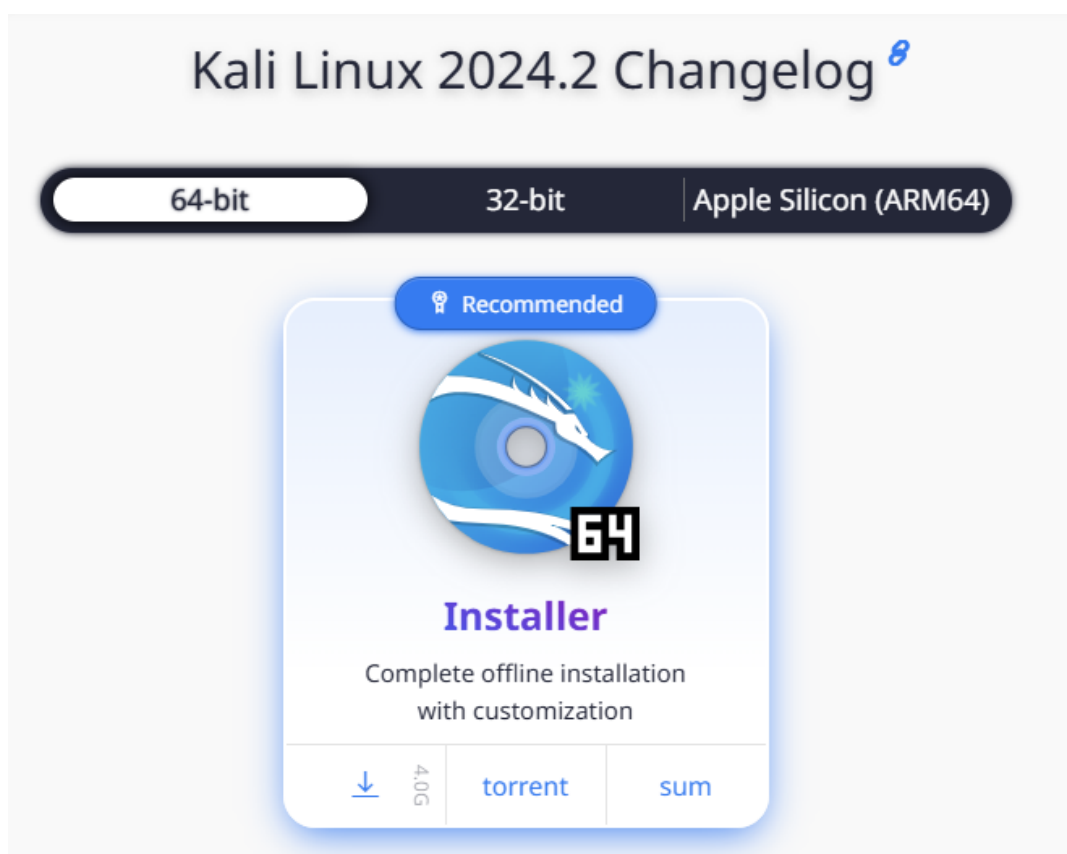 Kali Linux 2024.2 Changelog
64-bit
32-bit
Apple Silicon (ARM64)
Recommended
64
Installer
Complete offline installation
with customization
4.0G
torrent
sum